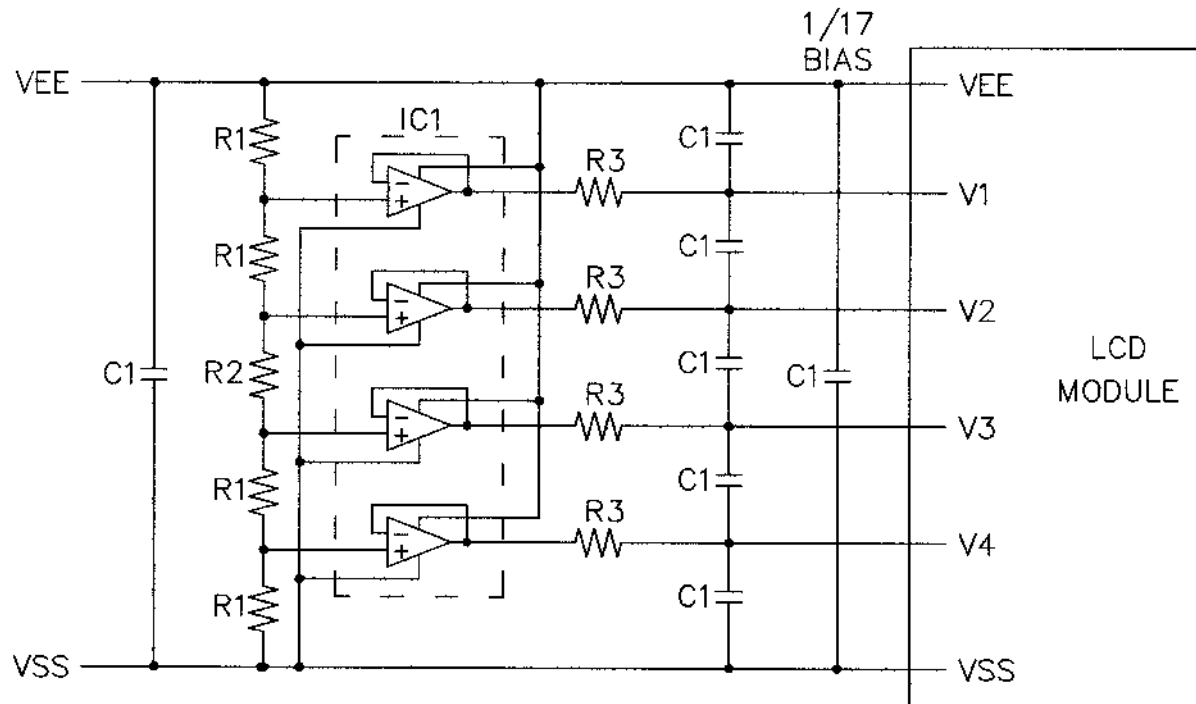 1/17
BIAS
VEE
VEE
IC1
R1
C1
R3
V1
R1
C1
R3
V2
C1
R2
C1
C1
LCD
MODULE
R3
V3
R1
C1
R3
V4
R1
C1
VSS
VSS
- +
- +
- +
- +